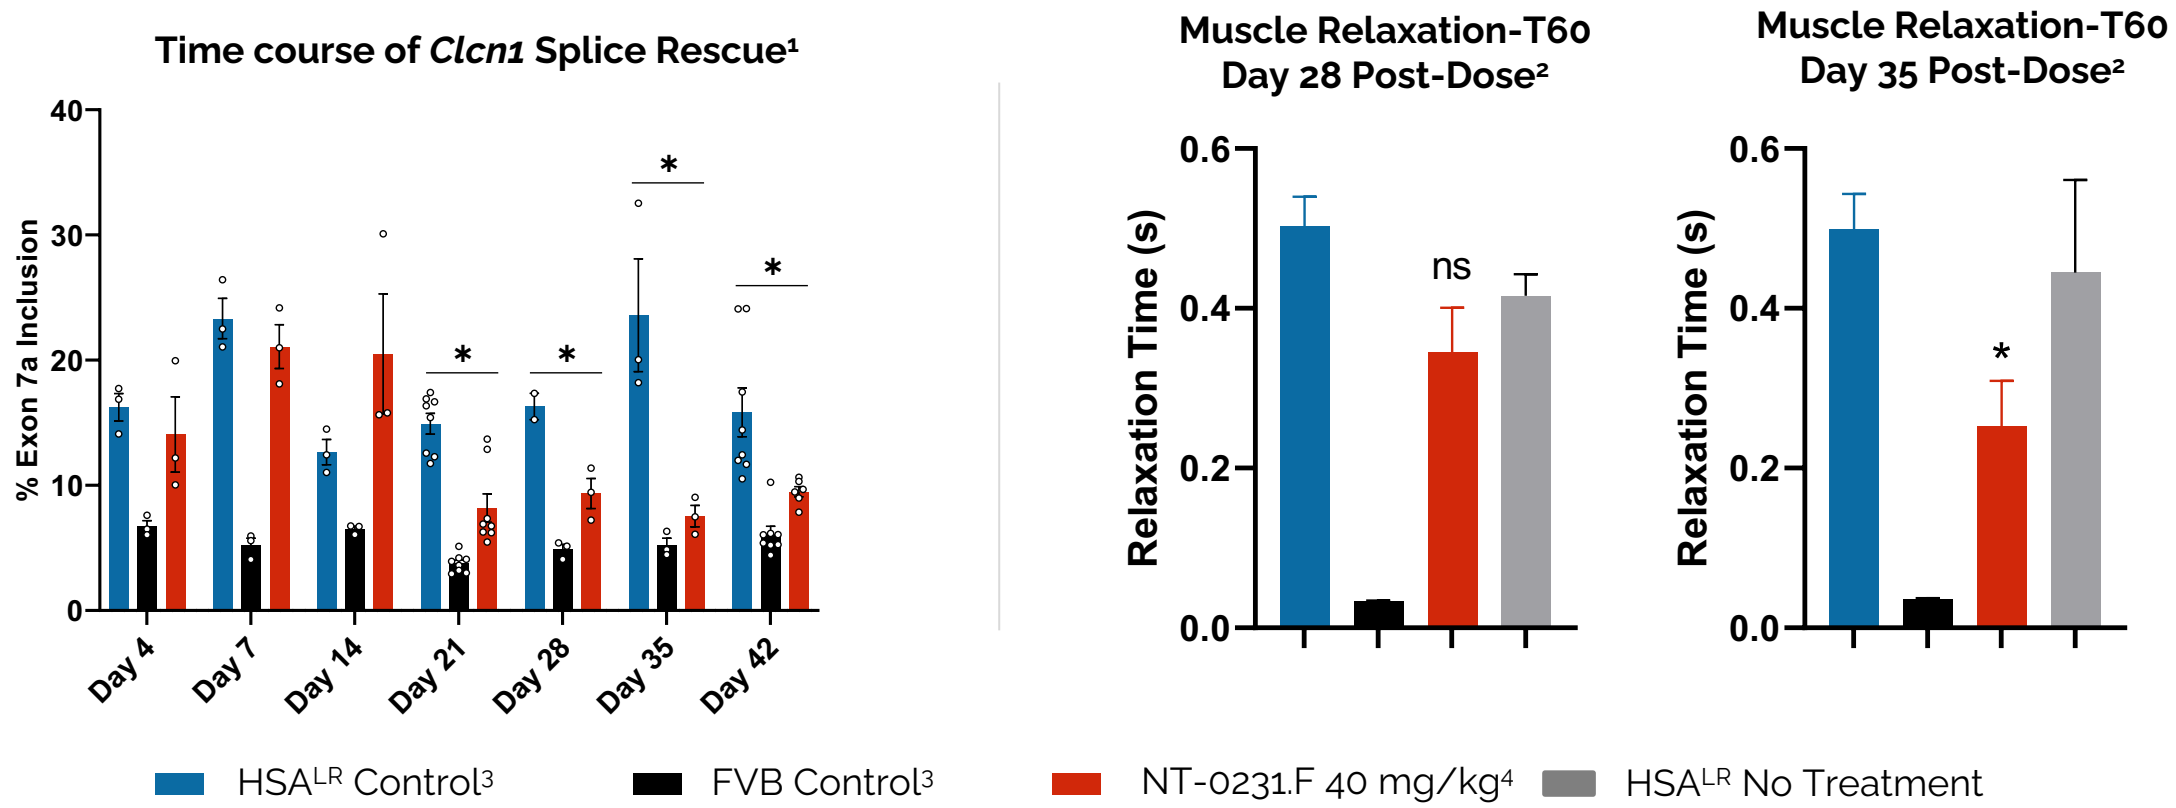 Time course of Clcn1 Splice Rescue¹
% Exon 7a Inclusion
40
30
20
10
0
*
*
*
*
Day 4
Day 7
Day 14
Day 21
Day 28
Day 35
Day 42
Muscle Relaxation-T60
Day 28 Post-Dose²
Relaxation Time (s)
0.6
0.4
0.2
0.0
ns
Muscle Relaxation-T60
Day 35 Post-Dose²
Relaxation Time (s)
0.6
0.4
0.2
0.0
*
HSAᴸᴿ Control³
FVB Control³
NT-0231.F 40 mg/kg⁴
HSAᴸᴿ No Treatment